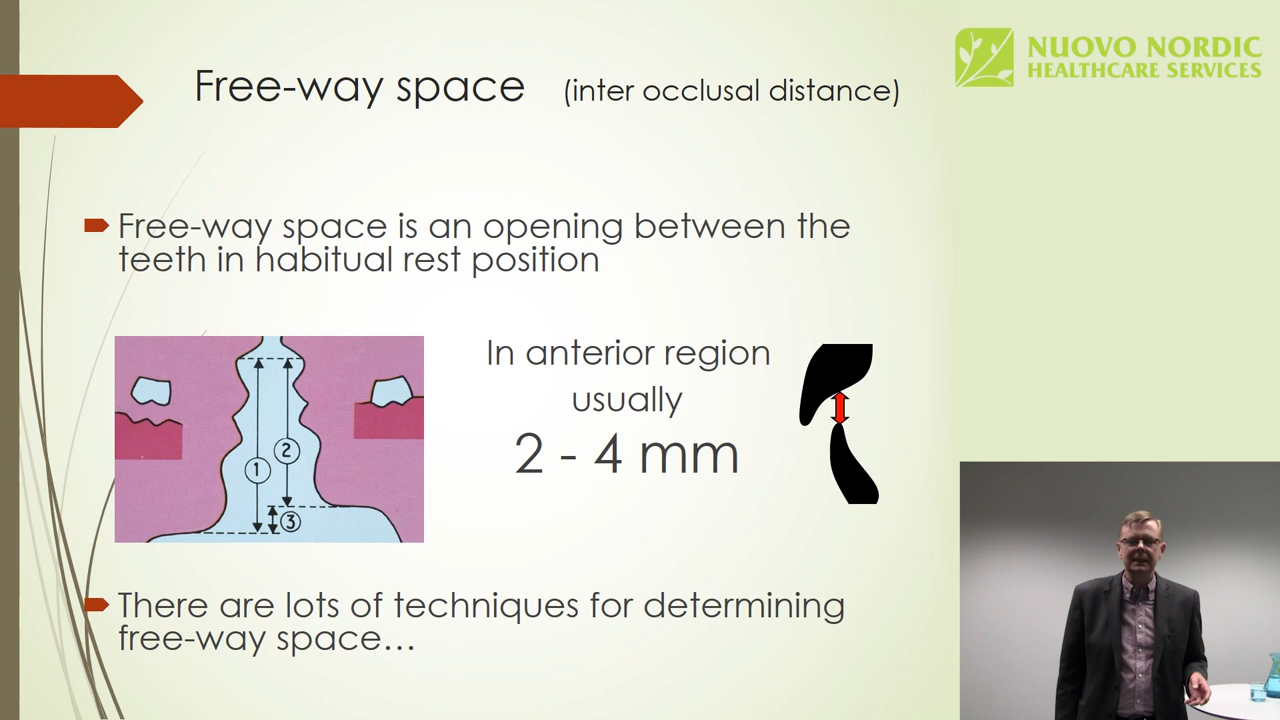 NUOVO NORDIC
HEALTHCARE SERVICES
Free-way space (inter occlusal distance)
Free-way space is an opening between the
teeth in habitual rest position
In anterior region
usually
2 - 4 mm
1
2
3
There are lots of techniques for determining
free-way space...